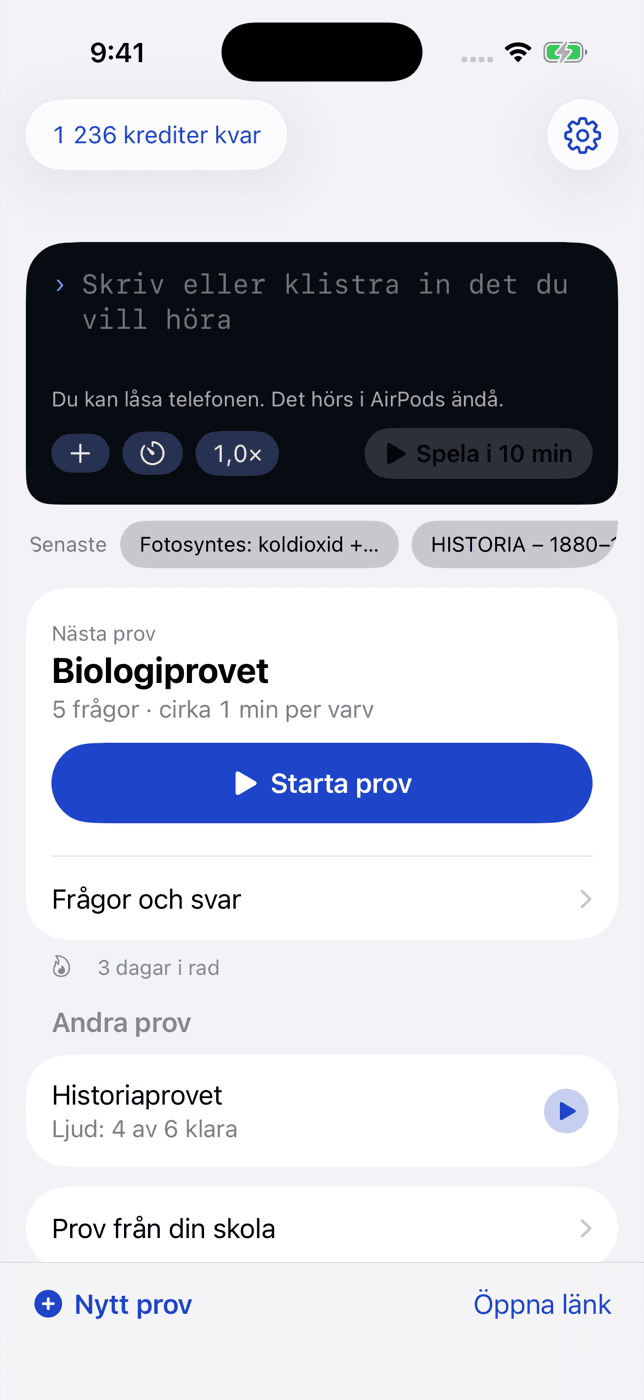 9:41
1 236 krediter kvar
› Skriv eller klistra in det du
vill höra
Du kan låsa telefonen. Det hörs i AirPods ändå.
1,0×
Spela i 10 min
Senaste
Fotosyntes: koldioxid +...
HISTORIA – 1880–
Nästa prov
Biologiprovet
5 frågor · cirka 1 min per varv
Starta prov
Frågor och svar
3 dagar i rad
Andra prov
Historiaprovet
Ljud: 4 av 6 klara
Prov från din skola
Nytt prov
Öppna länk